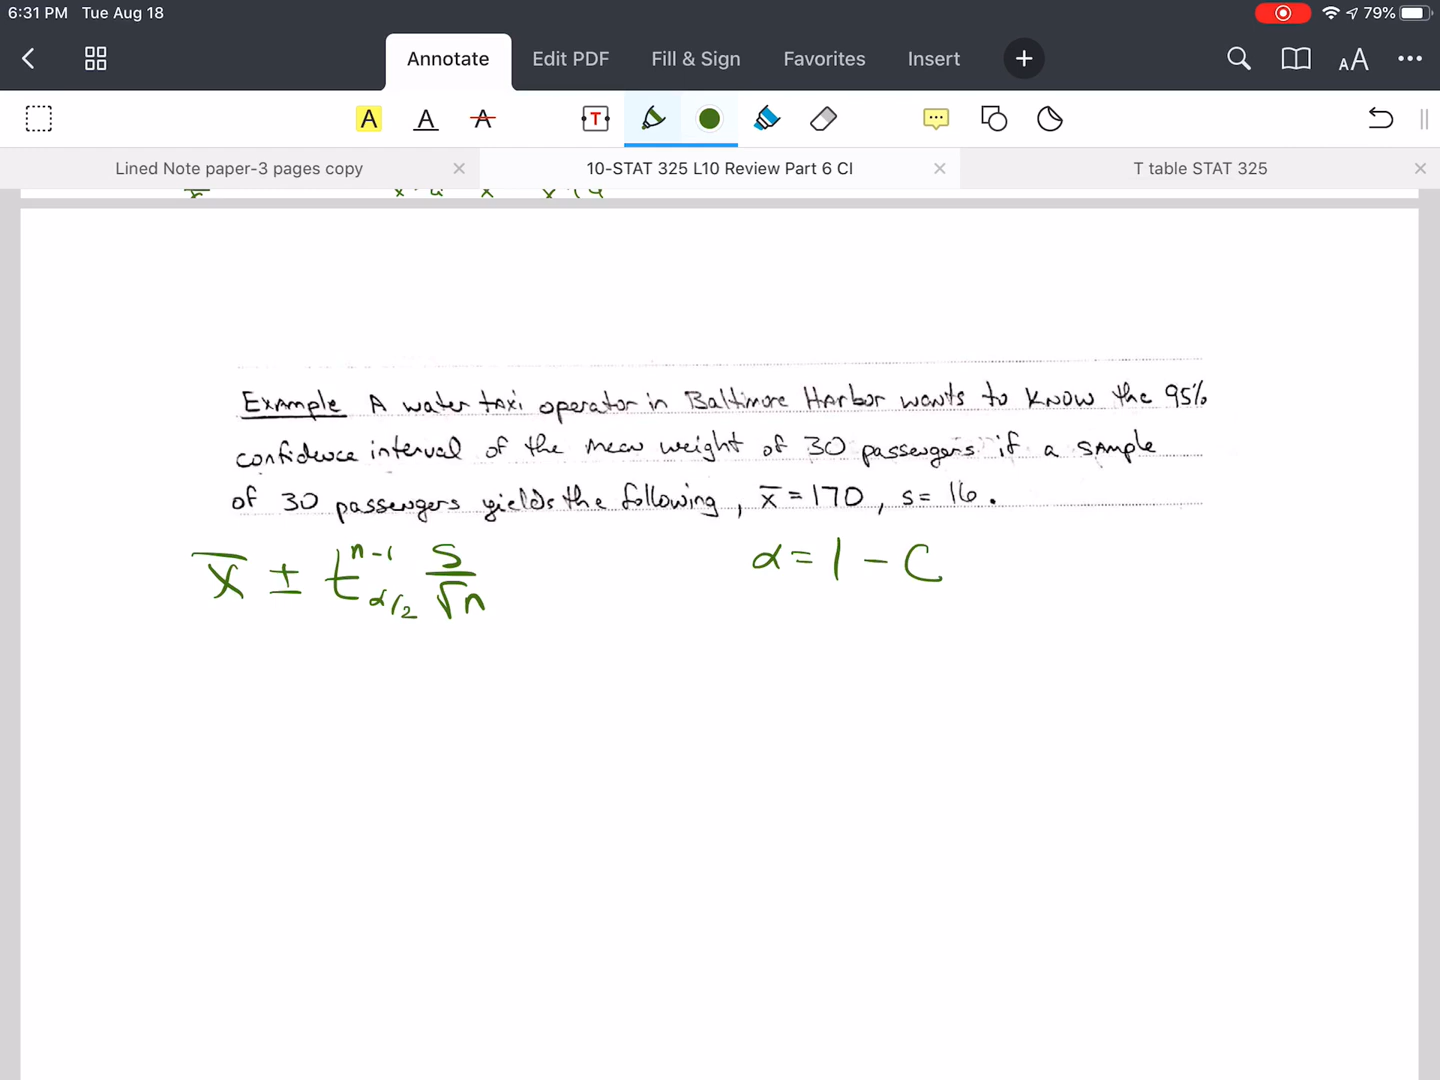 6:31 PM Tue Aug 18 79%
Annotate Edit PDF Fill & Sign Favorites Insert + AA
A A A T
Lined Note paper-3 pages copy × 10-STAT 325 L10 Review Part 6 CI × T table STAT 325 ×
Example A water taxi operator in Baltimore Harbor wants to know the 95%
confidence interval of the mean weight of 30 passengers if a sample
of 30 passengers yields the following, x̄ = 170, s = 16.
x̄ ± t^{n-1}_{α/2} s/√n α = 1 - C